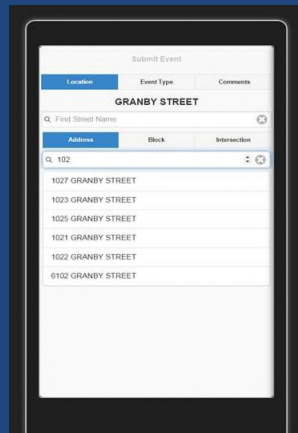 Submit Event
Location Event Type Comments
GRANBY STREET
Find Street Name
Address Block Intersection
102
1027 GRANBY STREET
1023 GRANBY STREET
1025 GRANBY STREET
1021 GRANBY STREET
1022 GRANBY STREET
6102 GRANBY STREET